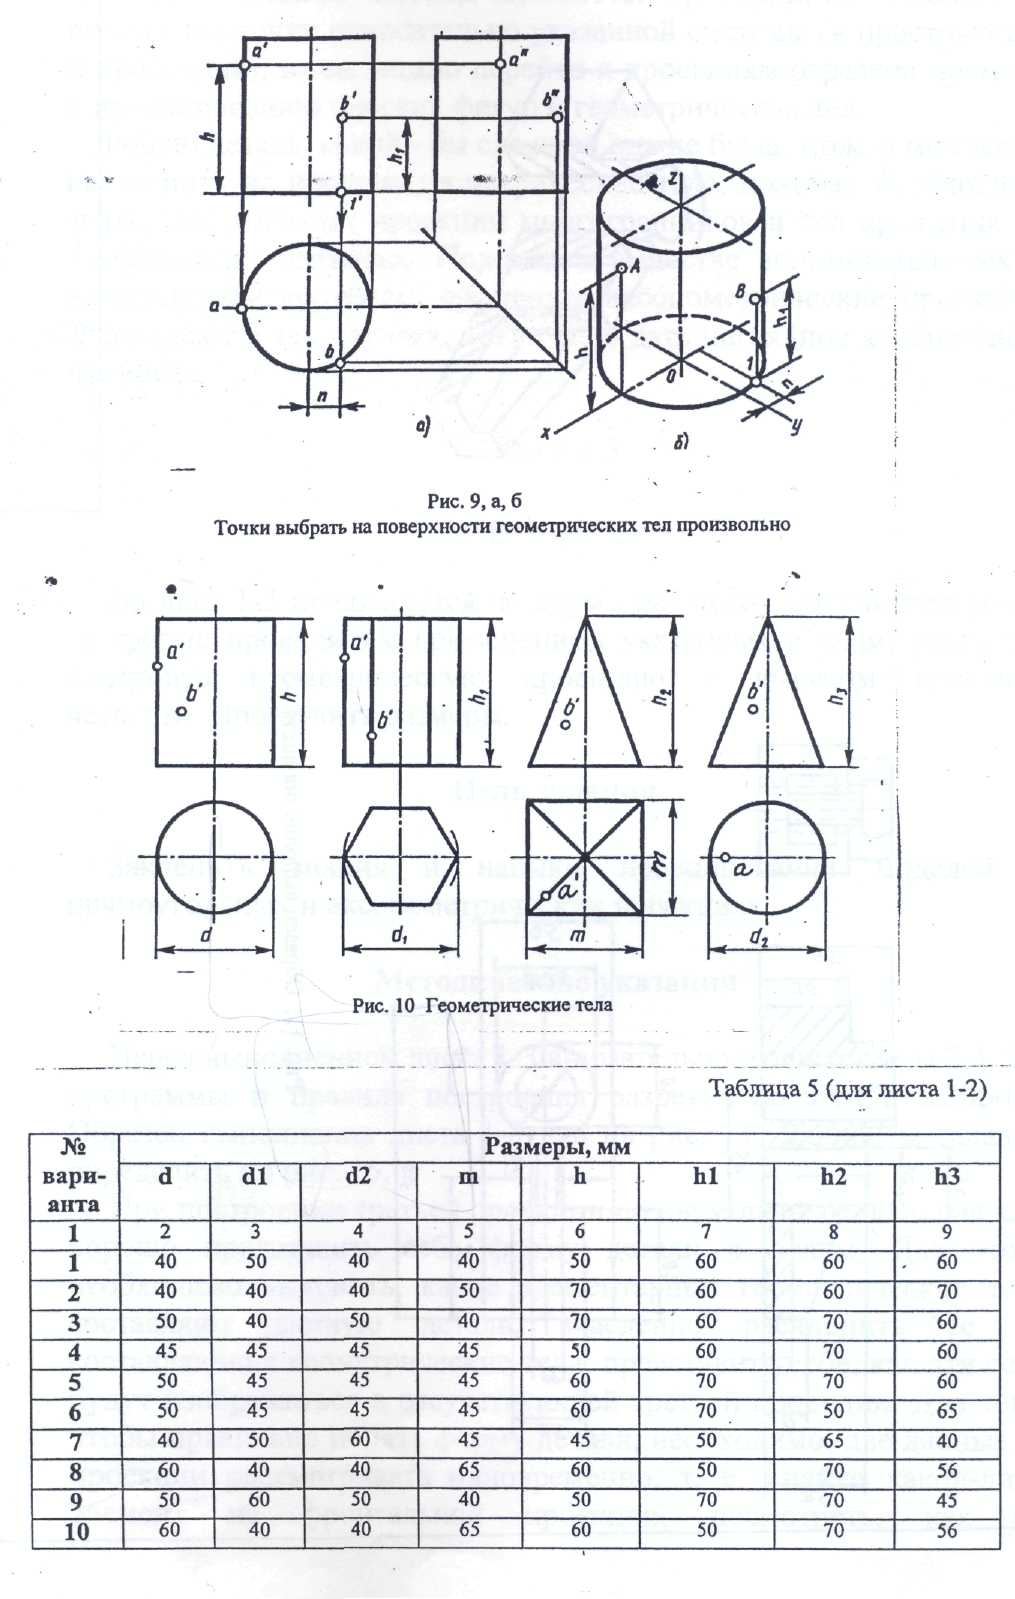 a'
a"
b'
b"
h
h₁
1'
a
b
n
а)
z
A
B
h
h₁
0
1
n
x
y
б)
Рис. 9, а, б
Точки выбрать на поверхности геометрических тел произвольно
a'
b'
h
a'
b'
h₁
b'
h₂
b'
h₃
a
m
a
d
d₁
m
d₂
Рис. 10 Геометрические тела
Таблица 5 (для листа 1-2)
№ вари-анта Размеры, мм
d d1 d2 m h h1 h2 h3
1 2 3 4 5 6 7 8 9
1 40 50 40 40 50 60 60 60
2 40 40 40 50 70 60 60 70
3 50 40 50 40 70 60 70 60
4 45 45 45 45 50 60 70 60
5 50 45 45 45 60 70 70 60
6 50 45 45 45 60 70 50 65
7 40 50 60 45 45 50 65 40
8 60 40 40 65 60 50 70 56
9 50 60 50 40 50 70 70 45
10 60 40 40 65 60 50 70 56